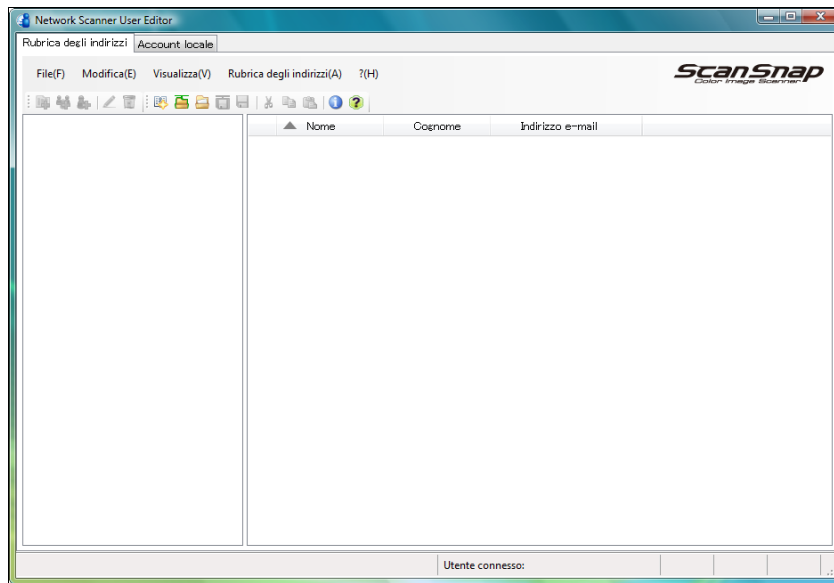 Network Scanner User Editor
Rubrica degli indirizzi Account locale
File(F) Modifica(E) Visualizza(V) Rubrica degli indirizzi(A) ?(H)
ScanSnap
Color Image Scanner
Nome Cognome Indirizzo e-mail
Utente connesso: